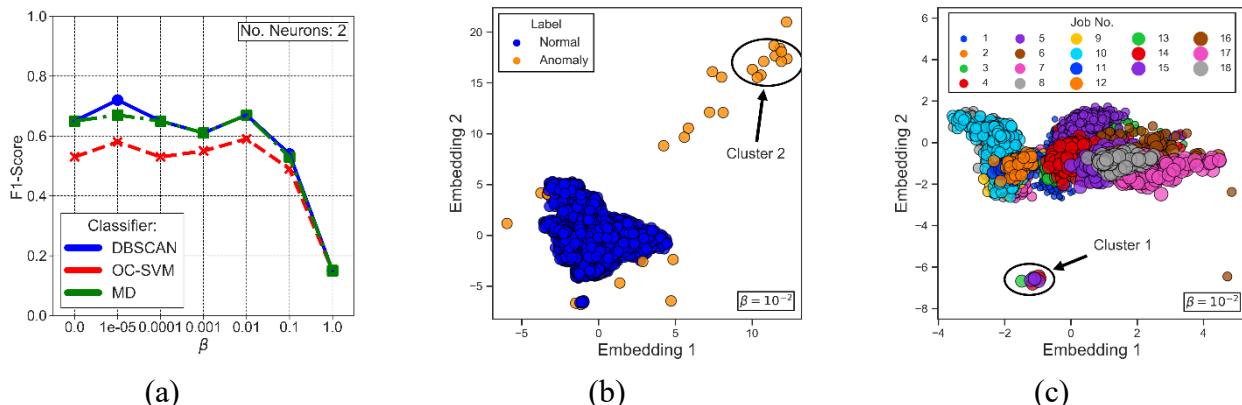 1.0
0.8
0.6
0.4
0.2
0.0
F1-Score
No. Neurons: 2
Classifier:
DBSCAN
OC-SVM
MD
0.0 1e-05 0.0001 0.001 0.01 0.1 1.0
β
(a)
20
15
10
5
0
−5
Embedding 2
Label
Normal
Anomaly
Cluster 2
β = 10⁻²
−5 0 5 10
Embedding 1
(b)
6
4
2
0
−2
−4
−6
−8
Embedding 2
Job No.
1 5 9 13 16
2 6 10 14 17
3 7 11 15 18
4 8 12
Cluster 1
β = 10⁻²
−4 −2 0 2 4
Embedding 1
(c)